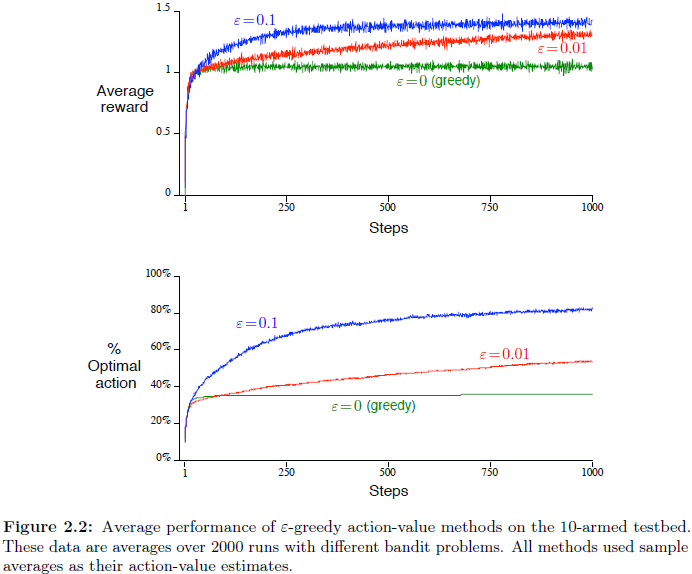 1.5
ε=0.1
ε=0.01
1
ε=0 (greedy)
Average
reward
0.5
0
1
250
500
750
1000
Steps
100%
80%
ε=0.1
60%
%
Optimal
action
ε=0.01
40%
ε=0 (greedy)
20%
0%
1
250
500
750
1000
Steps
Figure 2.2: Average performance of ε-greedy action-value methods on the 10-armed testbed.
These data are averages over 2000 runs with different bandit problems. All methods used sample
averages as their action-value estimates.